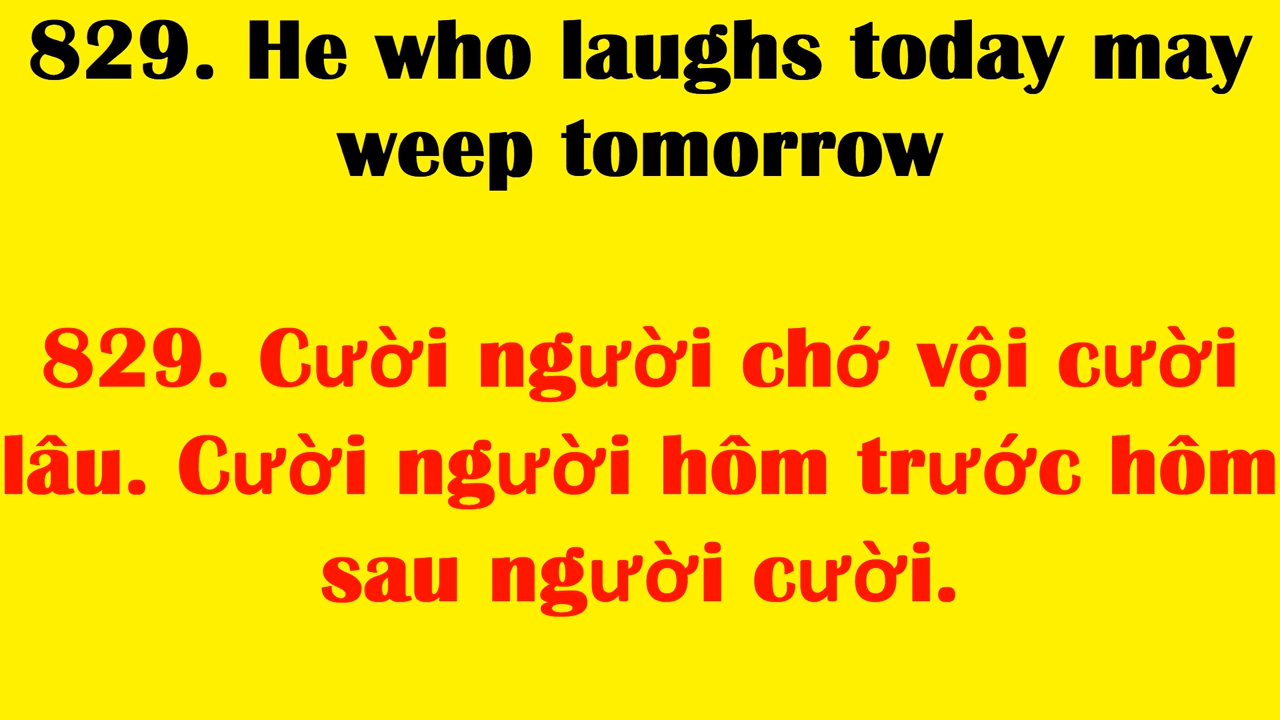 829. He who laughs today may
weep tomorrow
829. Cười người chớ vội cười
lâu. Cười người hôm trước hôm
sau người cười.